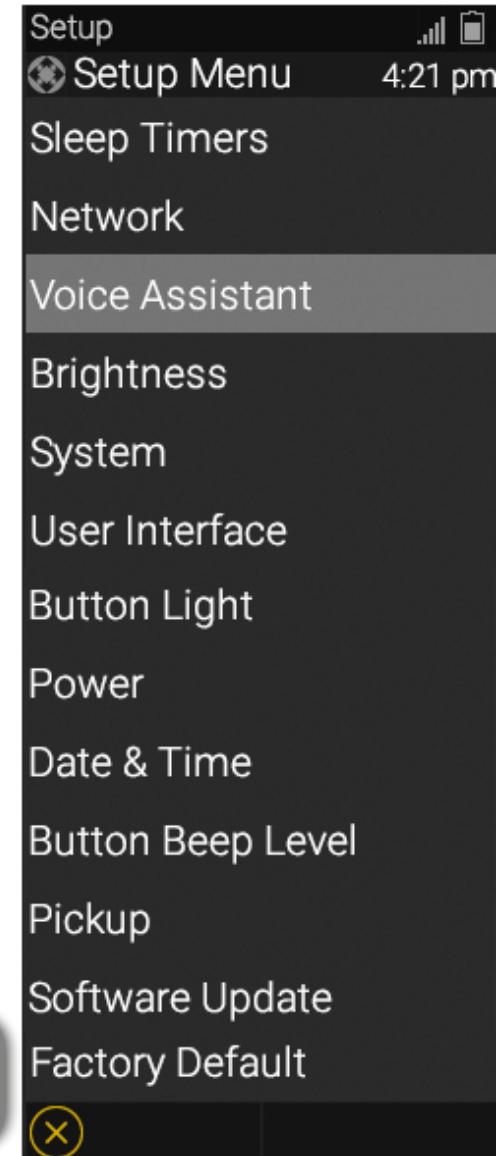 Setup
Setup Menu 4:21 pm
Sleep Timers
Network
Voice Assistant
Brightness
System
User Interface
Button Light
Power
Date & Time
Button Beep Level
Pickup
Software Update
Factory Default